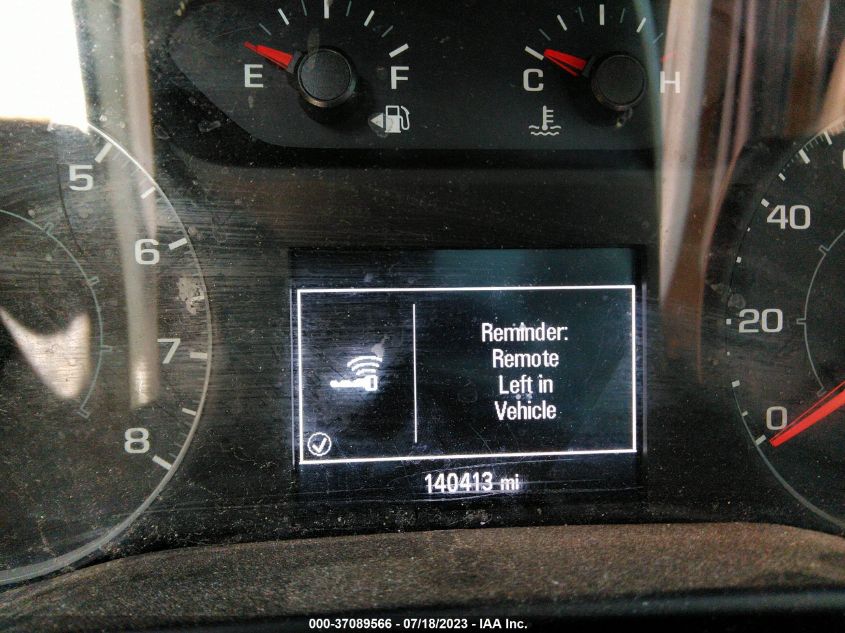 E F C H
5
6
7
8
40
20
0
Reminder:
Remote
Left in
Vehicle
140413 mi
000-37089566 - 07/18/2023 - IAA Inc.